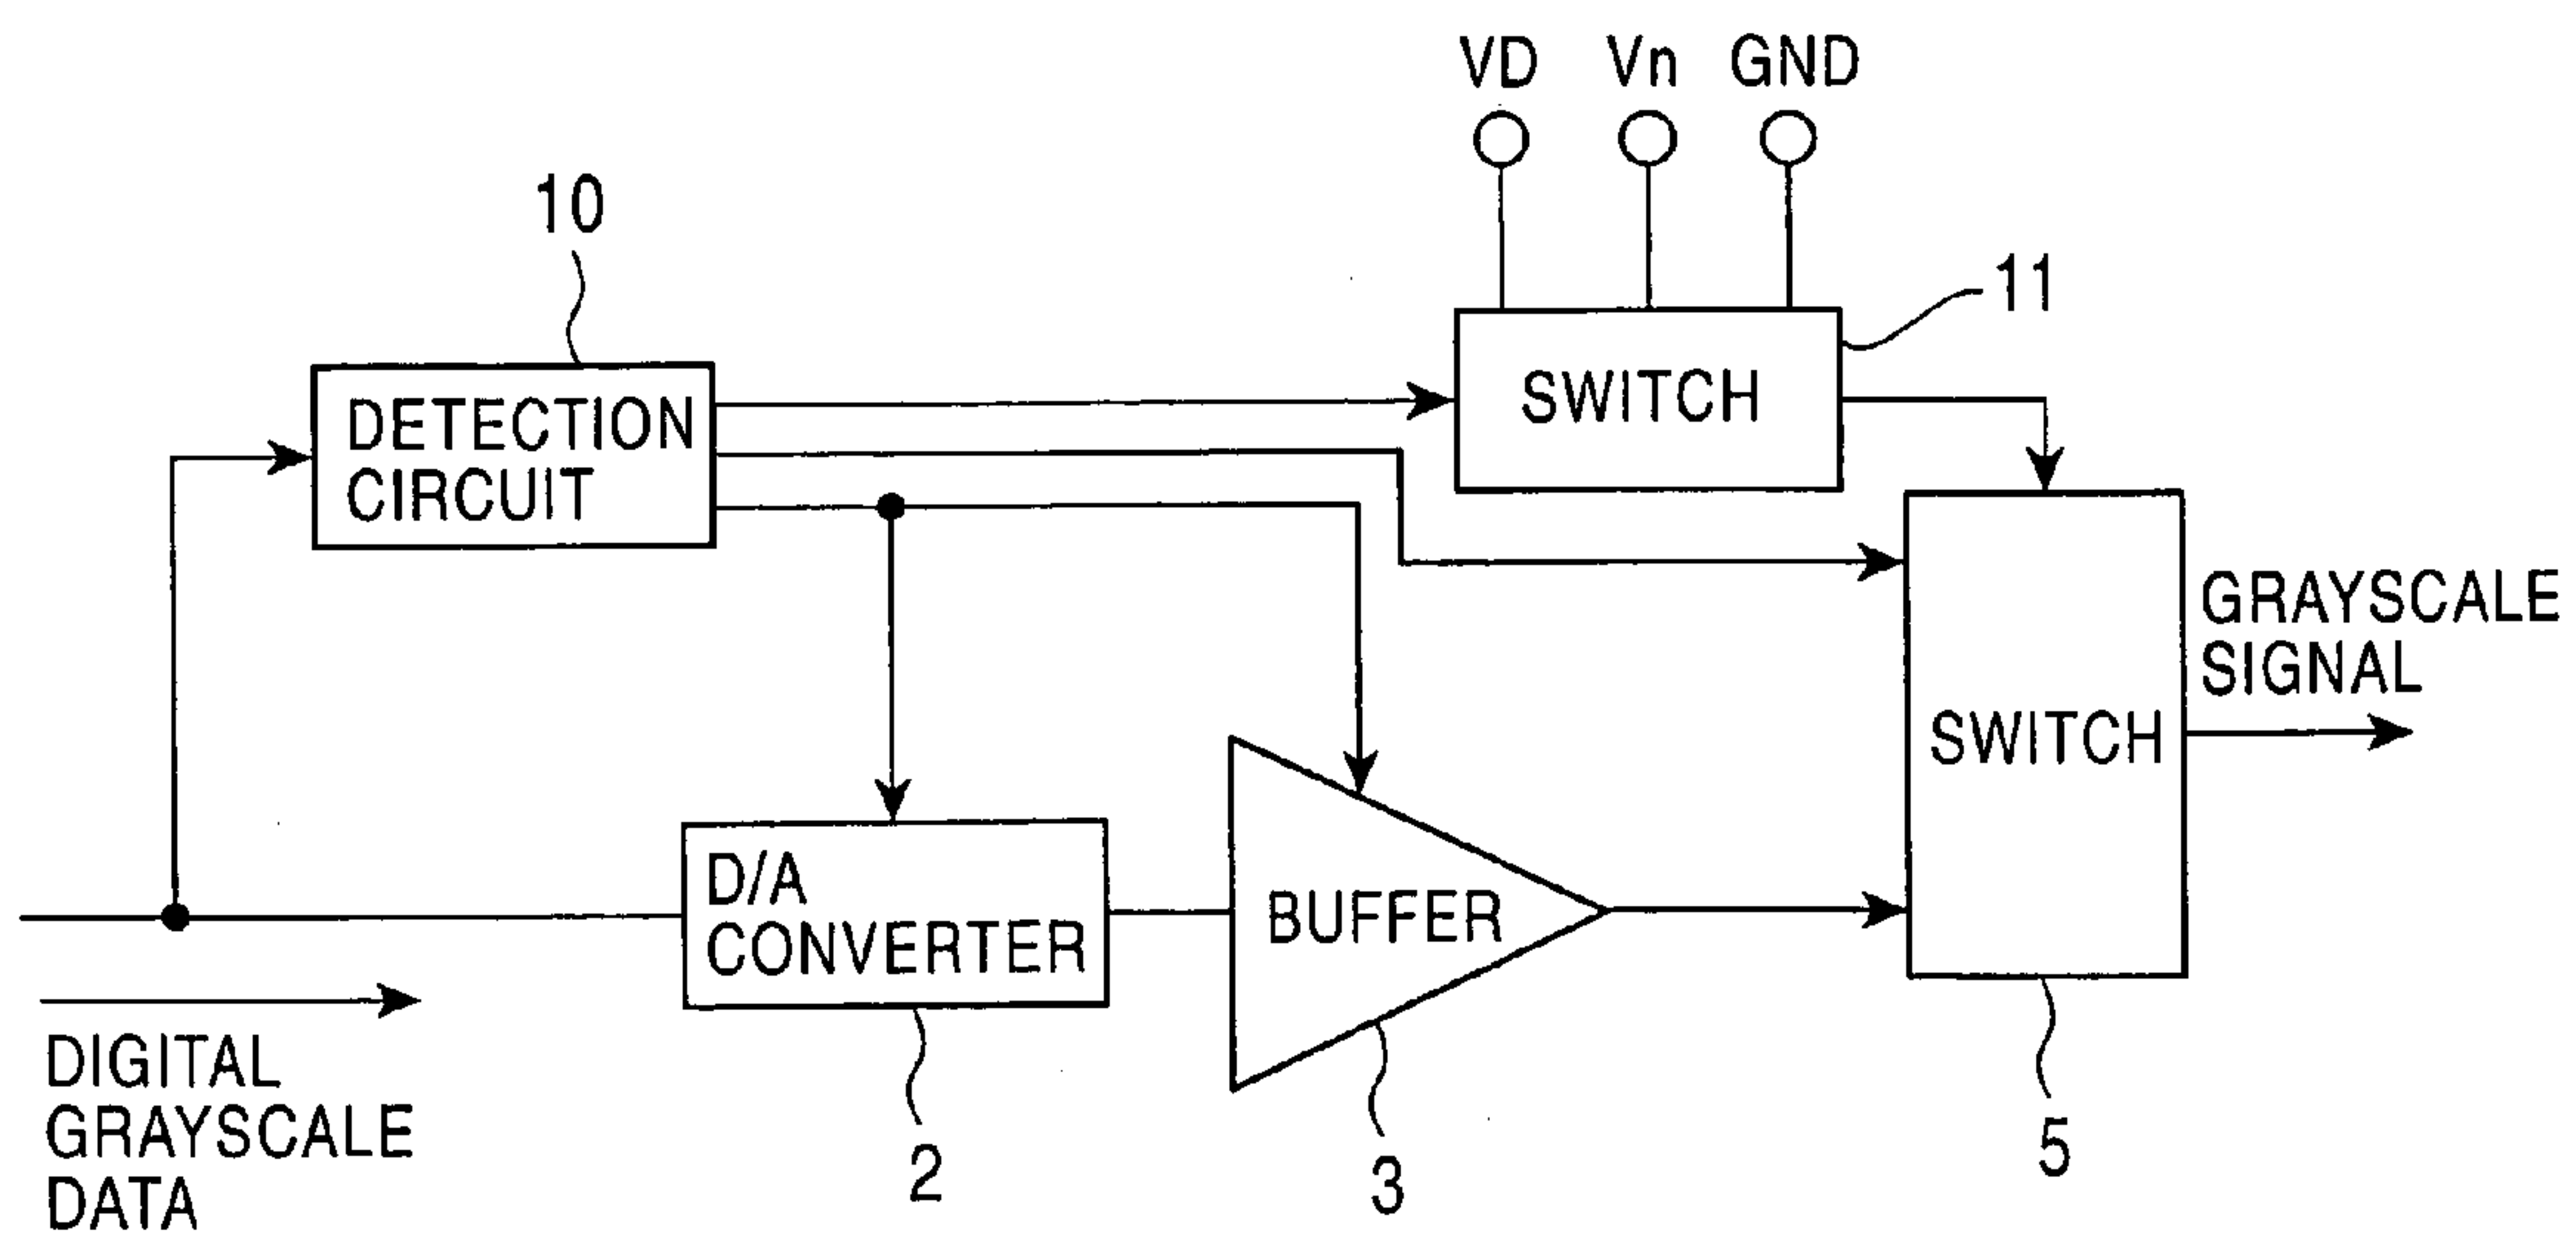 VD Vn GND
10
11
DETECTION
CIRCUIT
SWITCH
GRAYSCALE
SIGNAL
SWITCH
D/A
CONVERTER
BUFFER
DIGITAL
GRAYSCALE
DATA
2
3
5